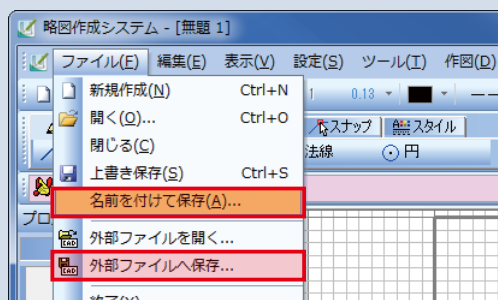 略図作成システム - [無題 1]
ファイル(F) 編集(E) 表示(V) 設定(S) ツール(T) 作図(D)
新規作成(N) Ctrl+N
1 0.13
開く(O)... Ctrl+O
スナップ スタイル
閉じる(C)
法線 円
上書き保存(S) Ctrl+S
名前を付けて保存(A)...
プロ
外部ファイルを開く...
外部ファイルへ保存...